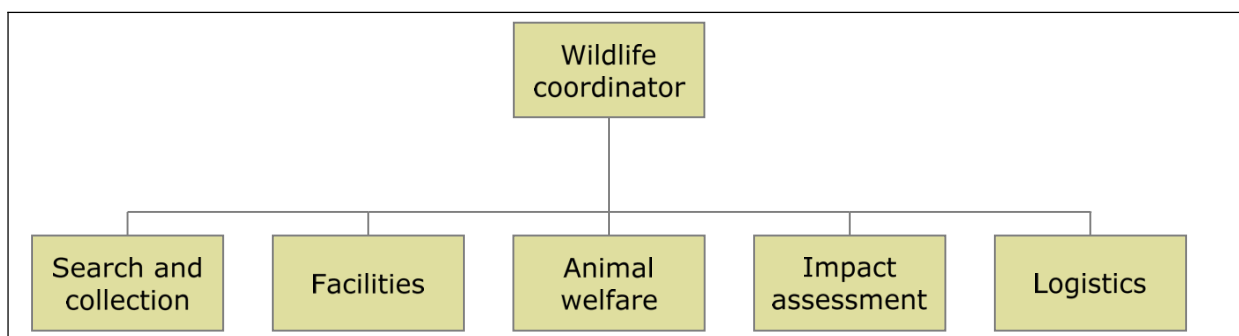 Wildlife
coordinator
Search and
collection
Facilities
Animal
welfare
Impact
assessment
Logistics